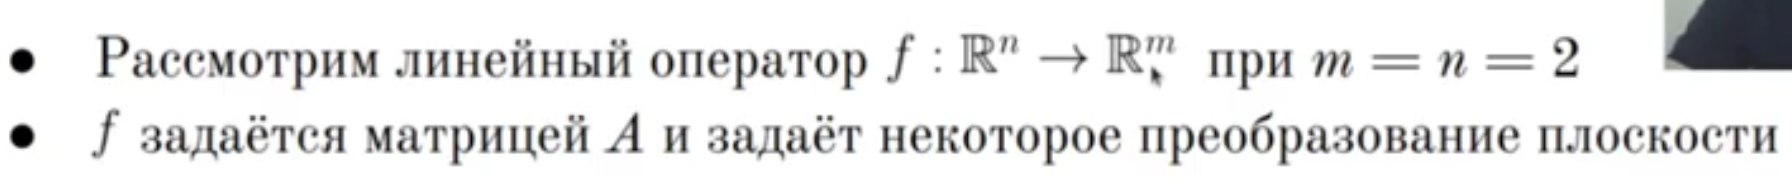 • Рассмотрим линейный оператор f : ℝⁿ → ℝᵐ при m = n = 2
• f задаётся матрицей A и задаёт некоторое преобразование плоскости